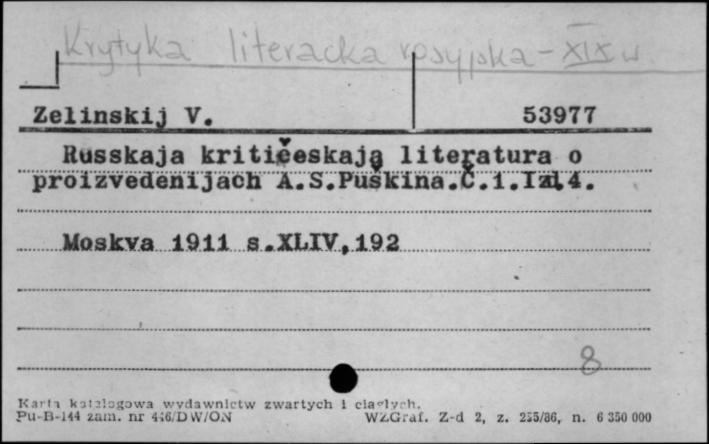 Krytyka literacka rosyjska - XIX w.
Zelinskij V. 53977
Russkaja kritičeskaja literatura o
proizvedenijach A.S.Puškina.Č.1.Izd.4.
Moskva 1911 s.XLIV,192
8
Karta katalogowa wydawnictw zwartych i ciągłych.
Pu-B-144 zam. nr 446/DW/ON WZGraf. Z-d 2, z. 235/86, n. 6 350 000